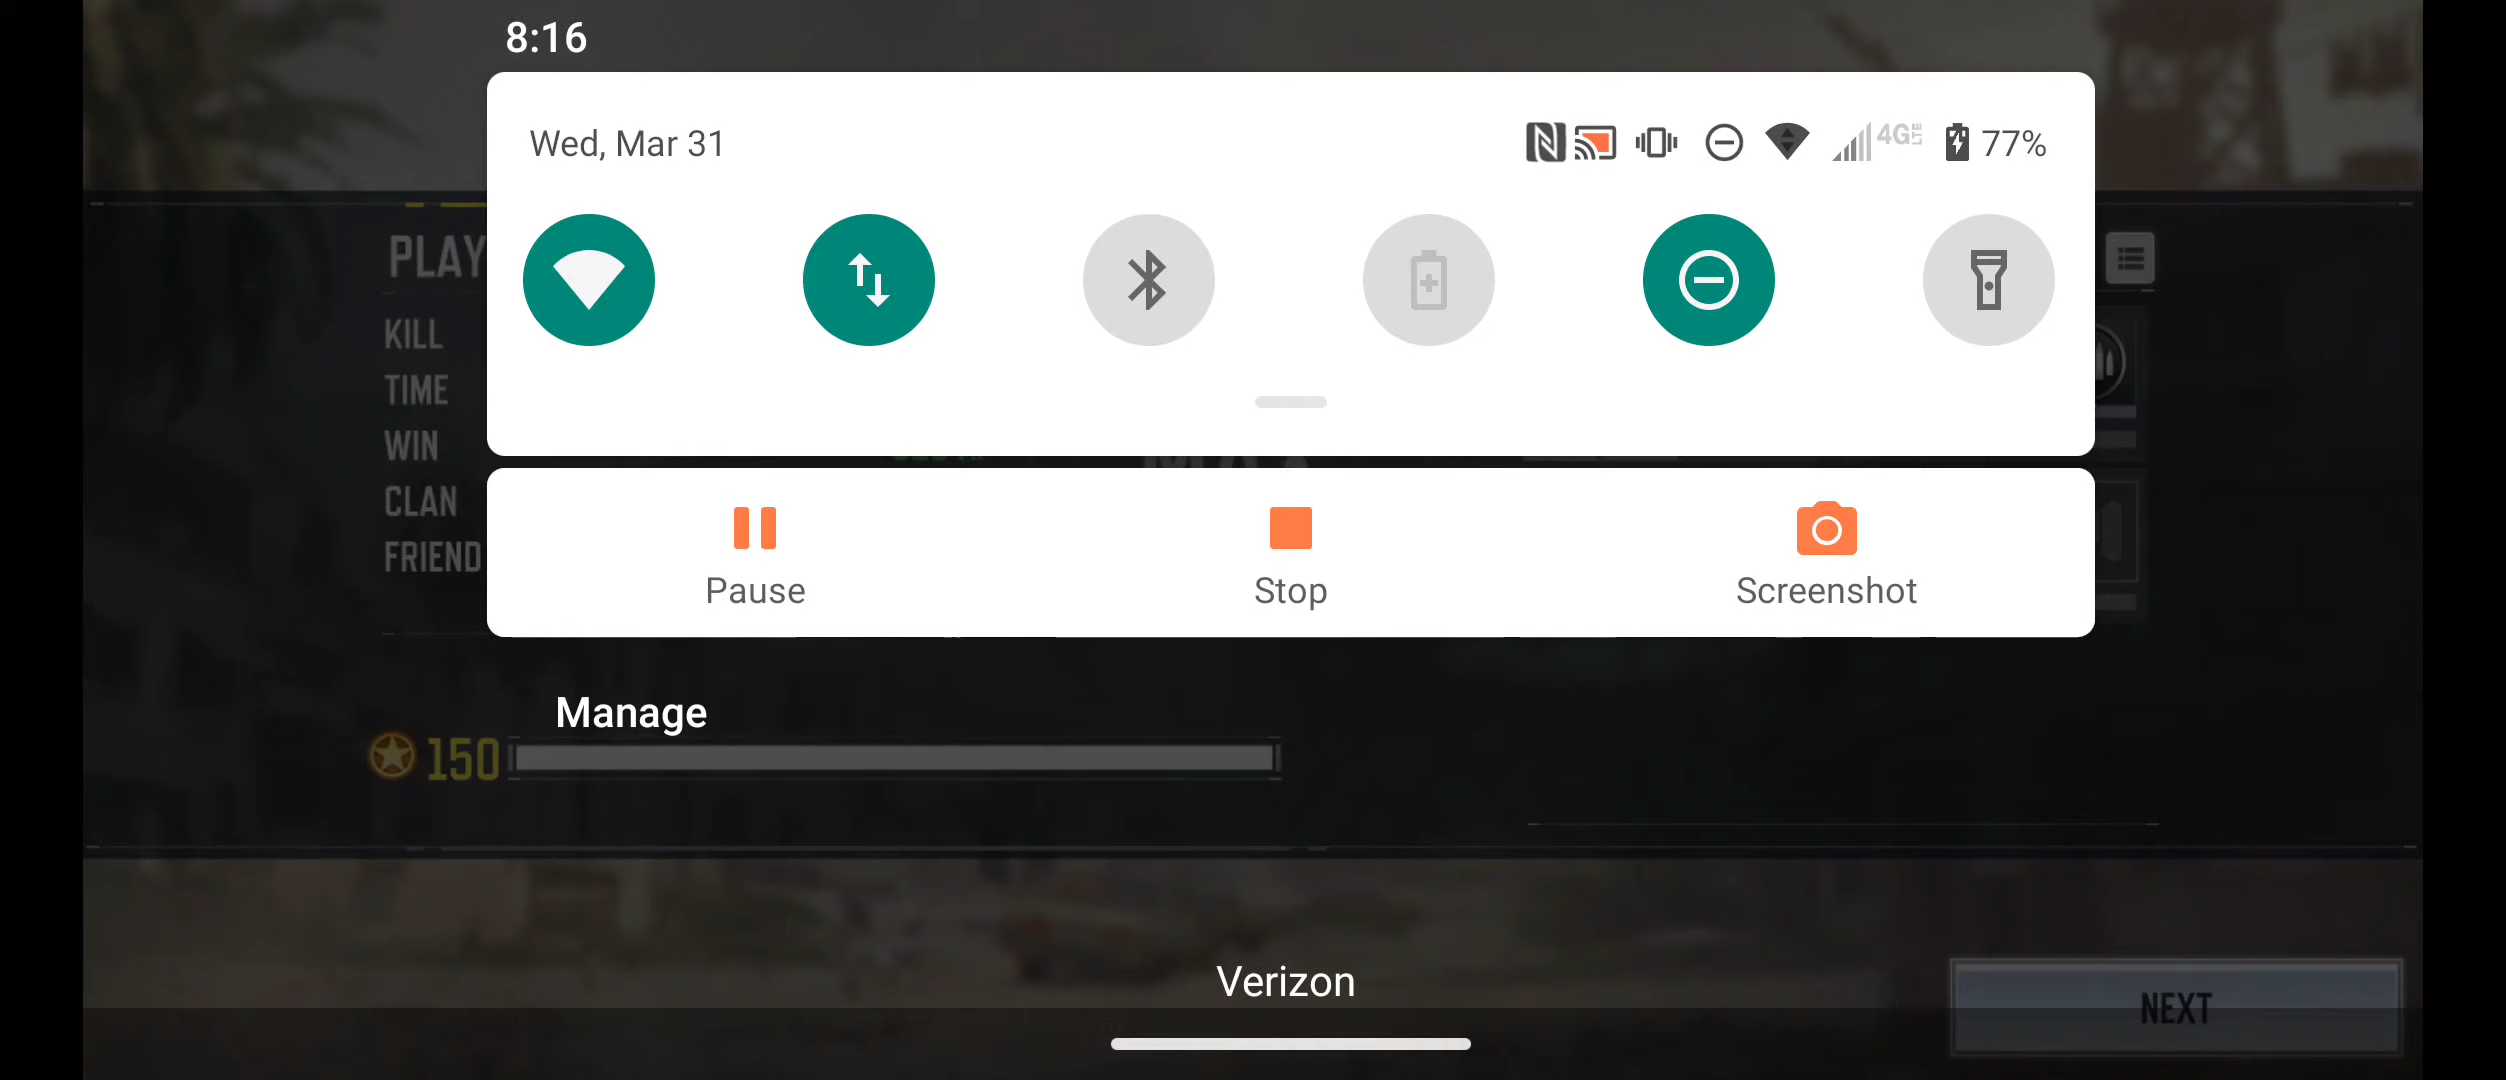 8:16
Wed, Mar 31
4G LTE
77%
PLAY
KILL
TIME
WIN
CLAN
FRIEND
Pause
Stop
Screenshot
Manage
150
Verizon
NEXT